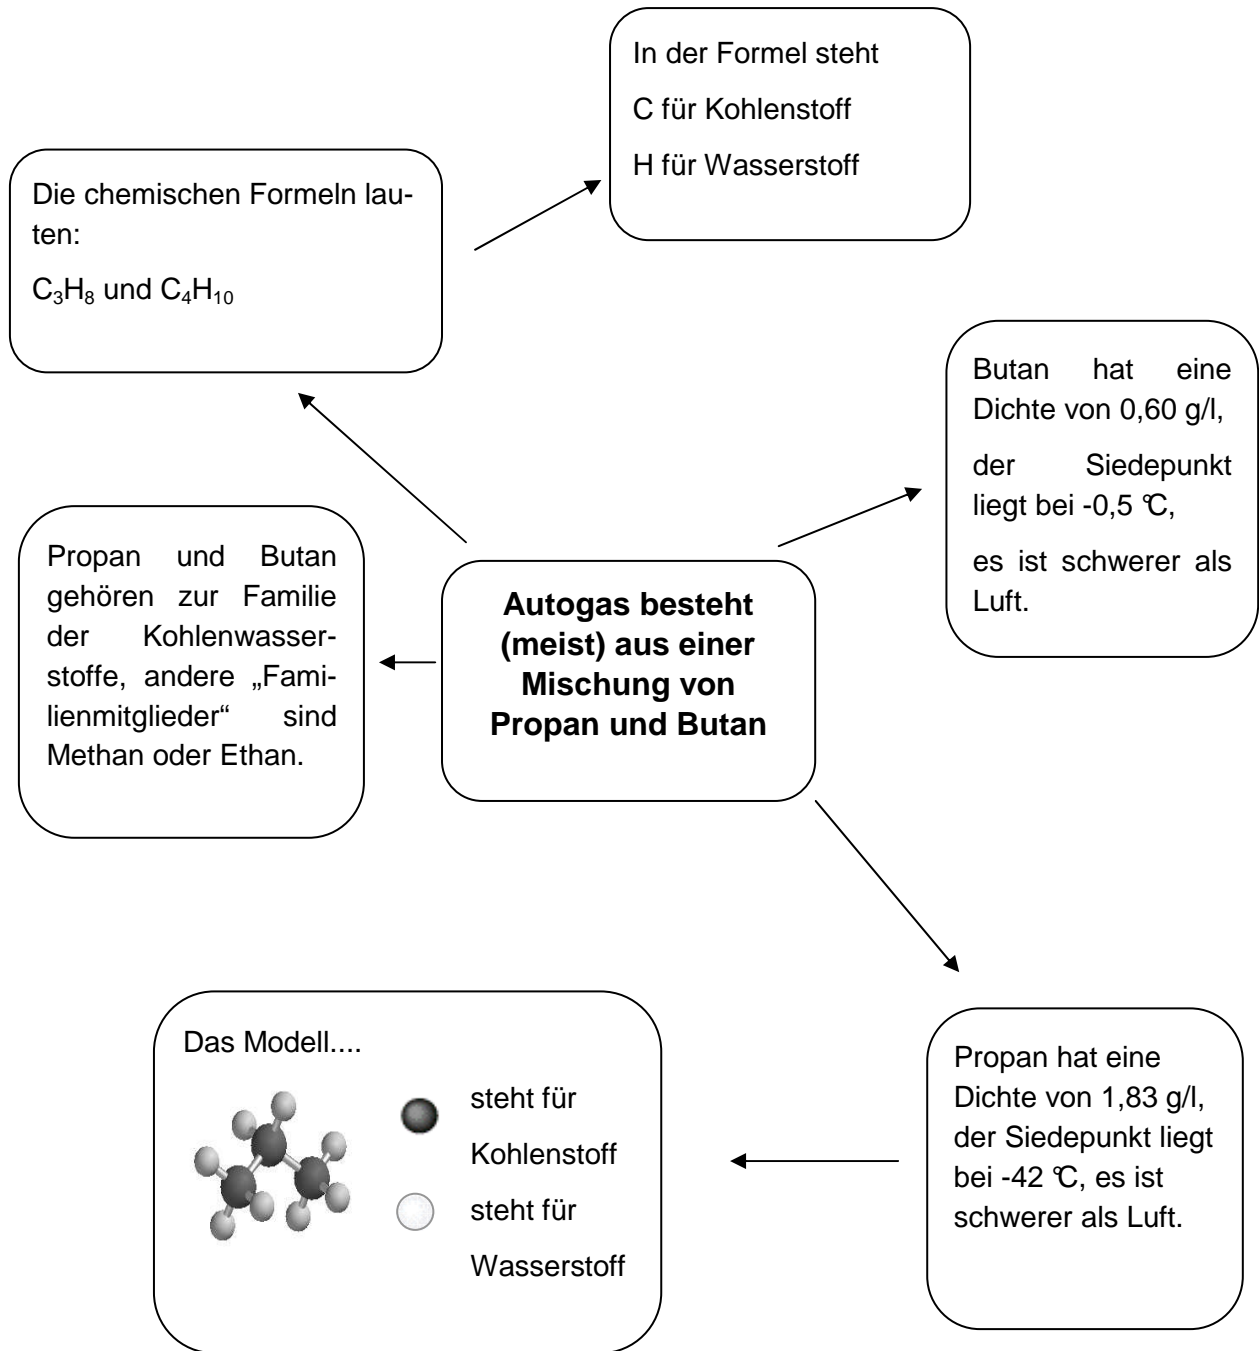 In der Formel steht
C für Kohlenstoff
H für Wasserstoff
Die chemischen Formeln lau-
ten:
C₃H₈ und C₄H₁₀
Butan hat eine
Dichte von 0,60 g/l,
der Siedepunkt
liegt bei -0,5 °C,
es ist schwerer als
Luft.
Propan und Butan
gehören zur Familie
der Kohlenwasser-
stoffe, andere „Fami-
lienmitglieder“ sind
Methan oder Ethan.
Autogas besteht
(meist) aus einer
Mischung von
Propan und Butan
Das Modell....
steht für
Kohlenstoff
steht für
Wasserstoff
Propan hat eine
Dichte von 1,83 g/l,
der Siedepunkt liegt
bei -42 °C, es ist
schwerer als Luft.